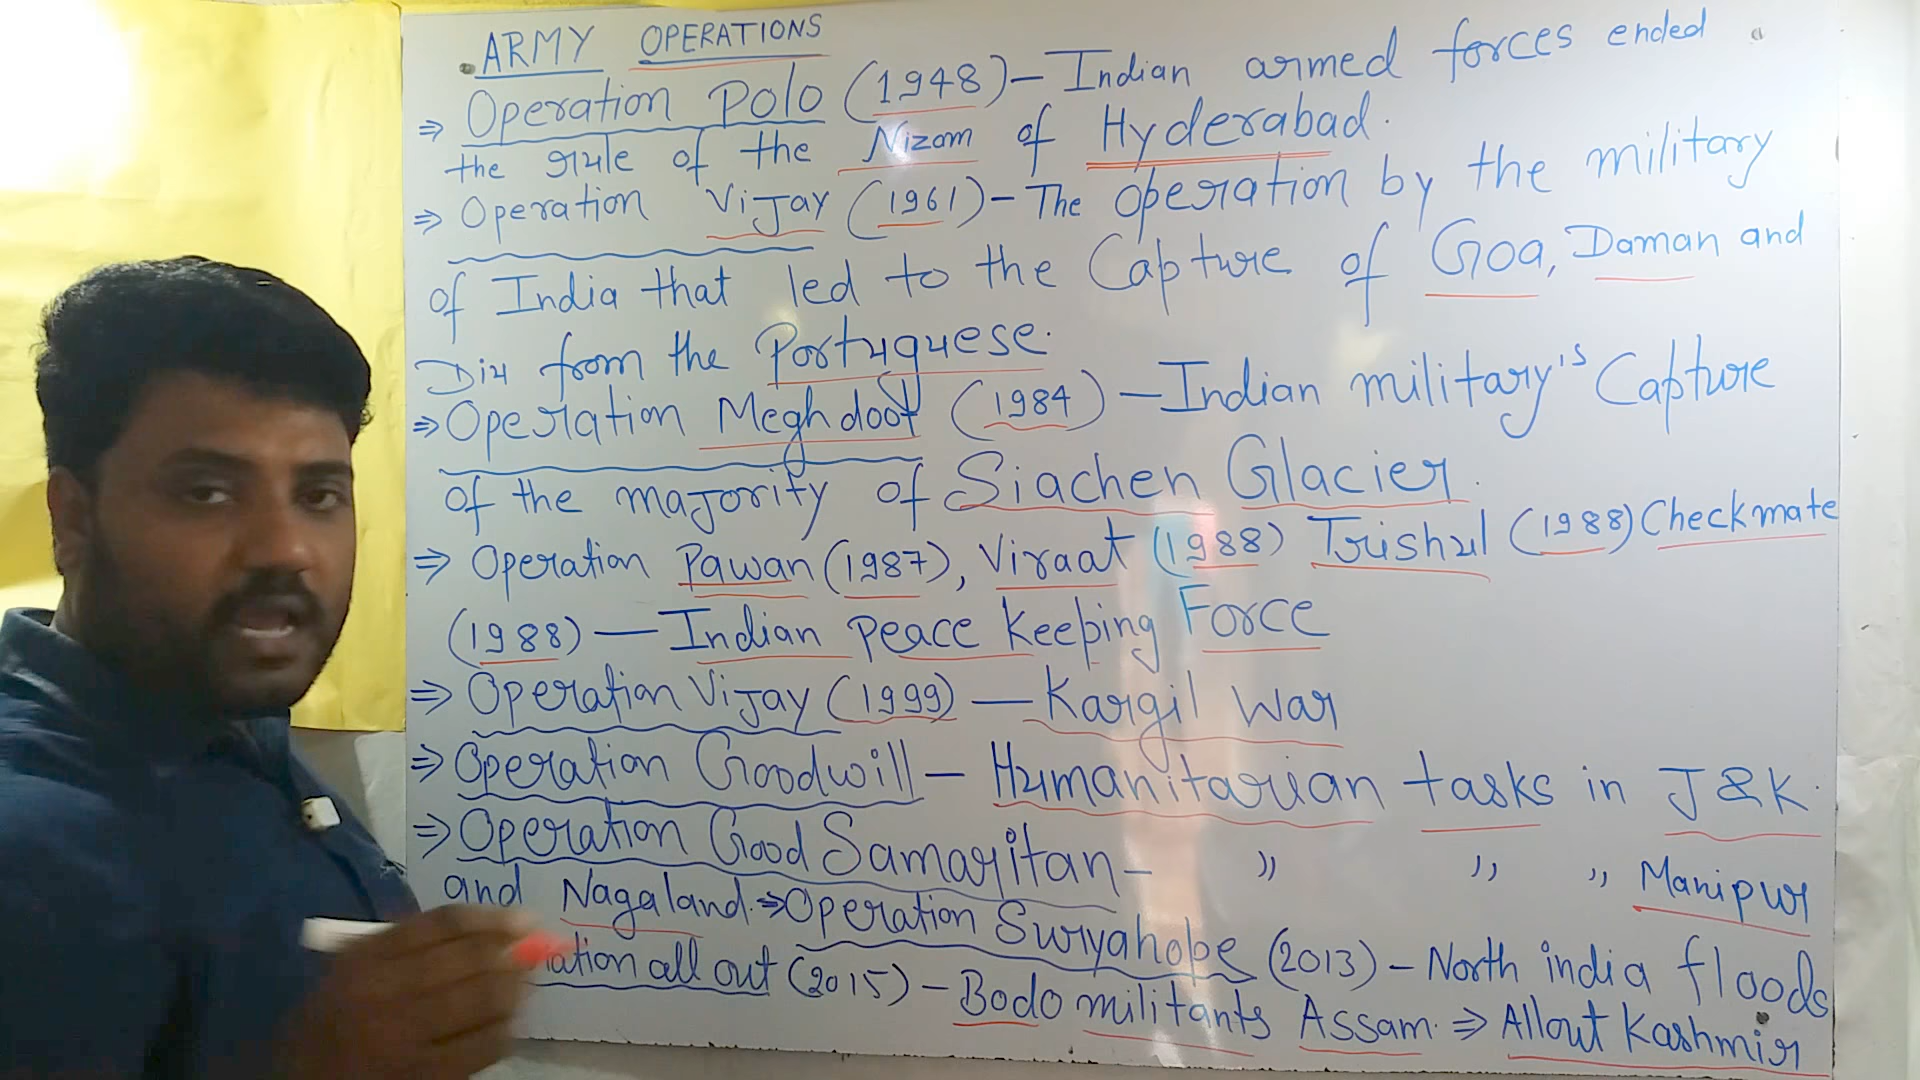 ARMY OPERATIONS
⇒ Operation Polo (1948) – Indian armed forces ended
the rule of the Nizam of Hyderabad.
⇒ Operation Vijay (1961) – The operation by the military
of India that led to the Capture of Goa, Daman and
Diu from the Portuguese.
⇒ Operation Meghdoot (1984) – Indian military's Capture
of the majority of Siachen Glacier.
⇒ Operation Pawan (1987), Viraat (1988) Trishul (1988) Checkmate
(1988) — Indian peace Keeping Force
⇒ Operation Vijay (1999) — Kargil War
⇒ Operation Goodwill – Humanitarian tasks in J&K.
⇒ Operation Good Samaritan – " " " Manipur
and Nagaland. ⇒ Operation Suryahope (2013) – North india floods
all out (2015) – Bodo militants Assam. ⇒ Allout Kashmir